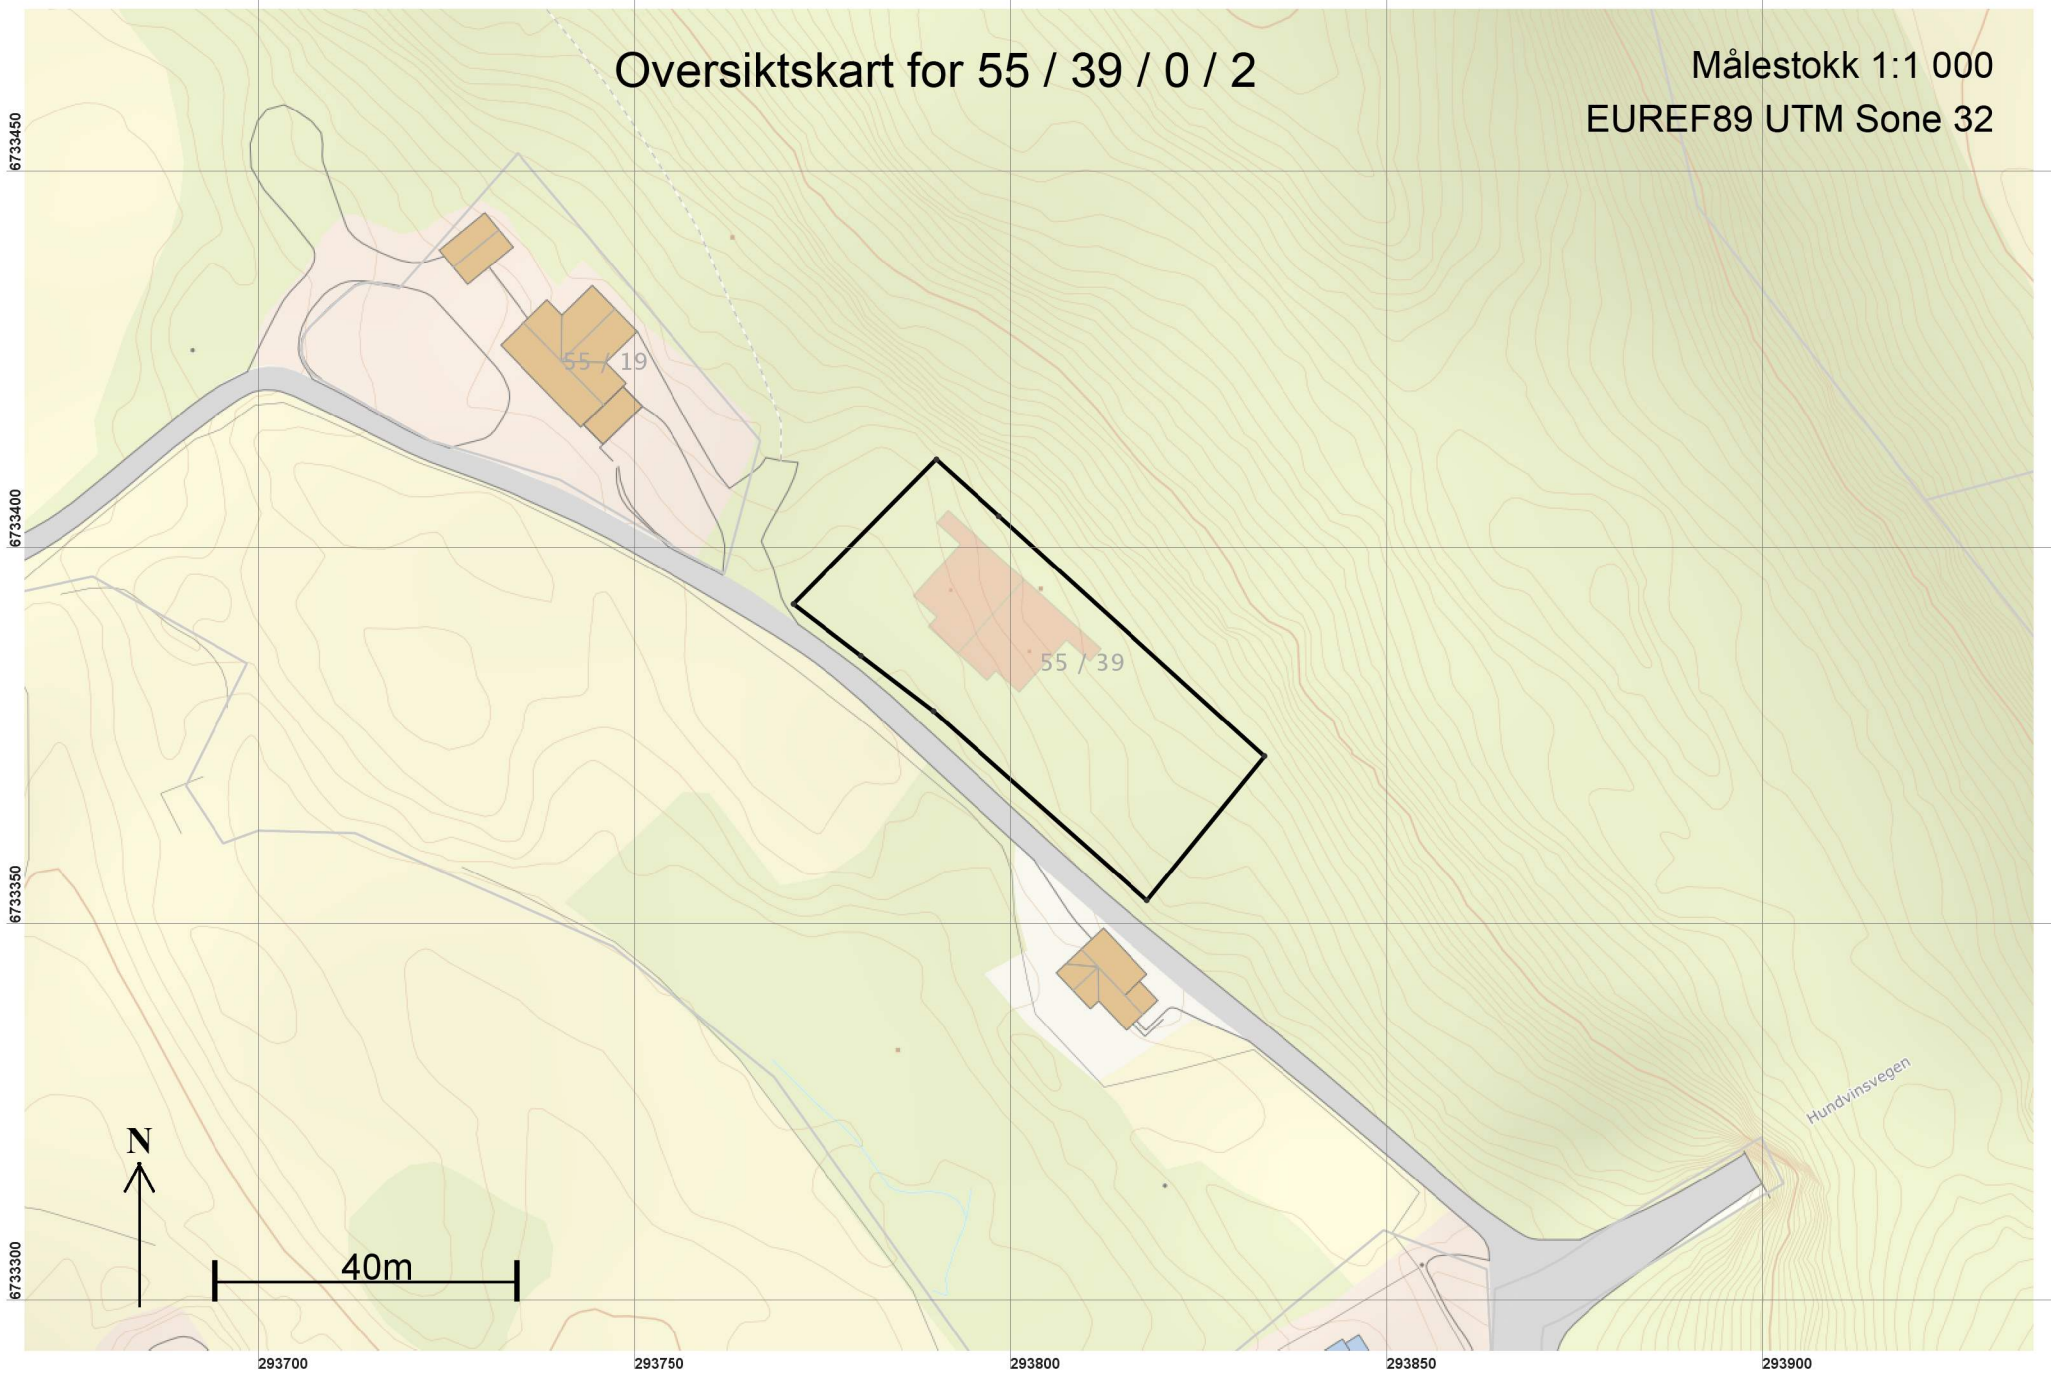 Oversiktskart for 55 / 39 / 0 / 2
Målestokk 1:1 000
EUREF89 UTM Sone 32
6733450
55 / 19
6733400
55 / 39
6733350
Hundvinsvegen
N
40m
6733300
293700
293750
293800
293850
293900